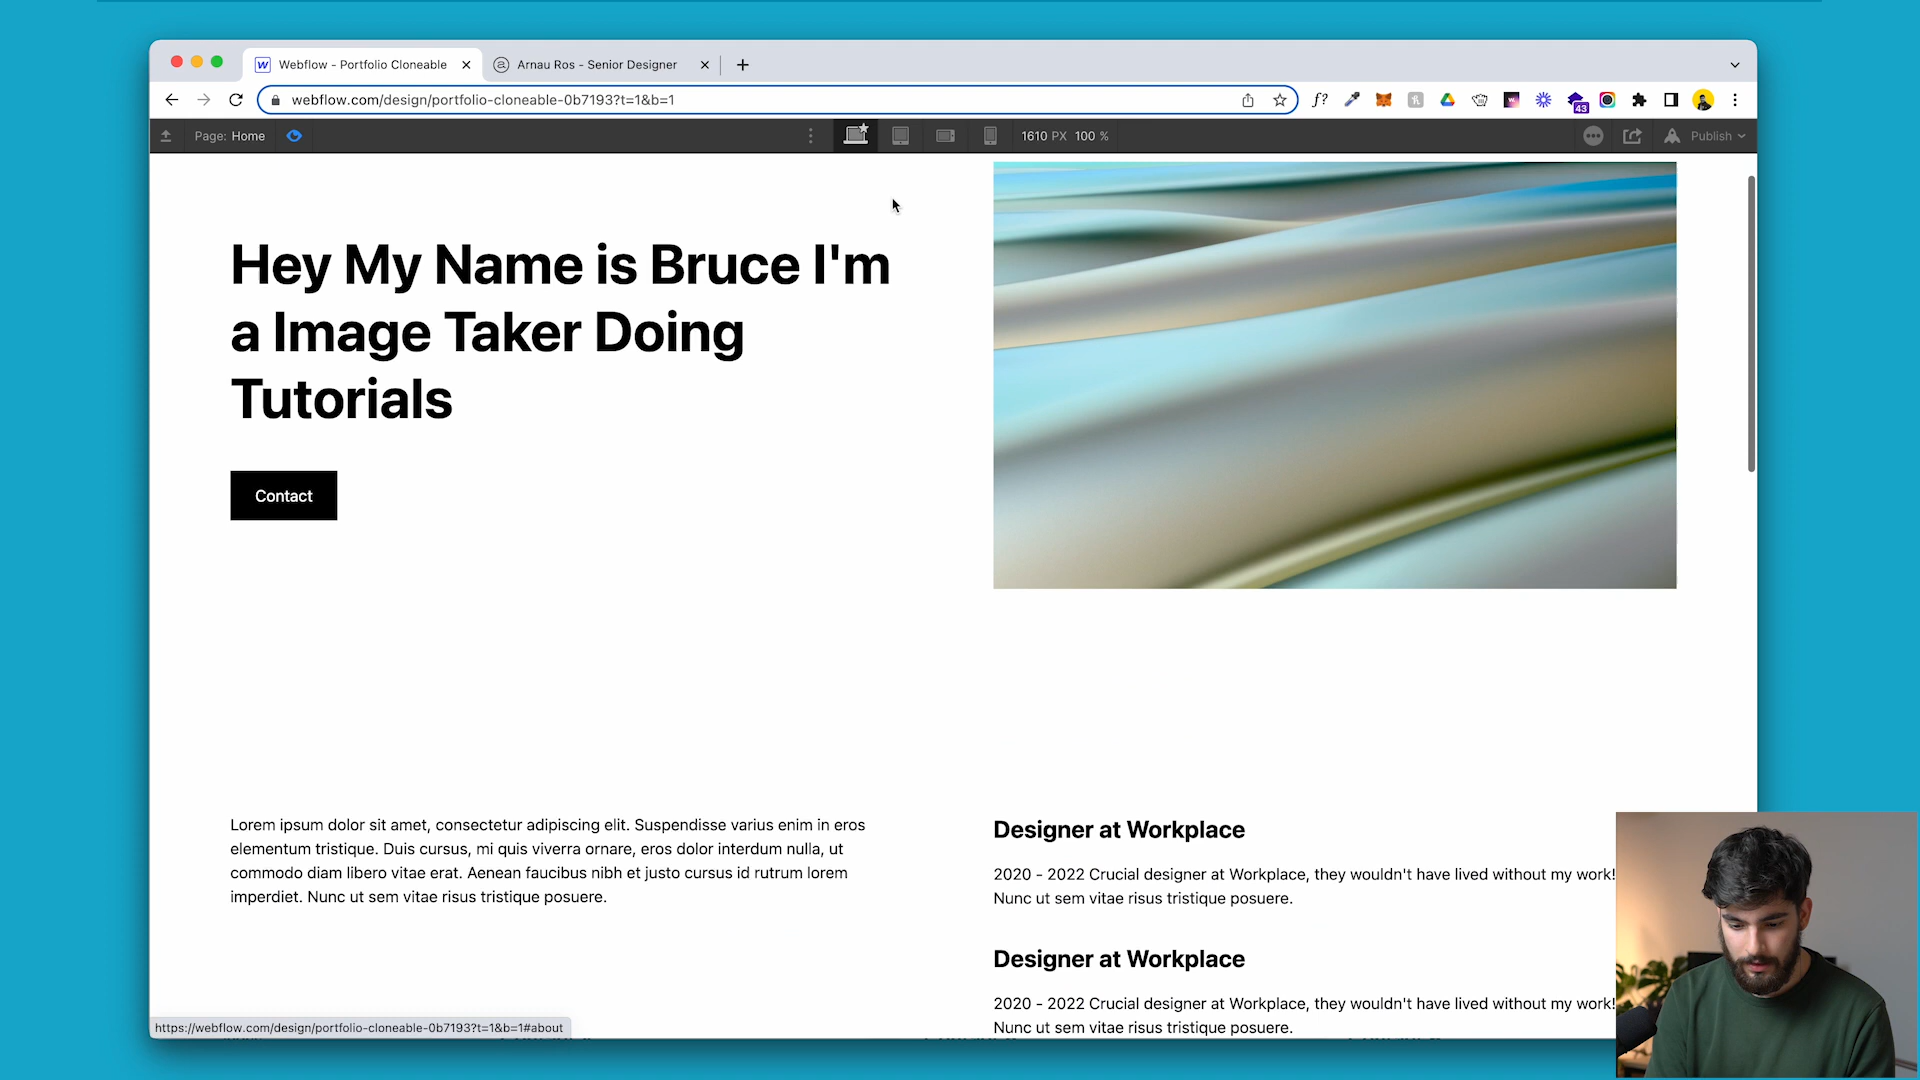 Webflow - Portfolio Cloneable
Arnau Ros - Senior Designer
webflow.com/design/portfolio-cloneable-0b7193?t=1&b=1
f?
43
Page: Home
1610 PX 100 %
Publish
Hey My Name is Bruce I'm
a Image Taker Doing
Tutorials
Contact
Lorem ipsum dolor sit amet, consectetur adipiscing elit. Suspendisse varius enim in eros
elementum tristique. Duis cursus, mi quis viverra ornare, eros dolor interdum nulla, ut
commodo diam libero vitae erat. Aenean faucibus nibh et justo cursus id rutrum lorem
imperdiet. Nunc ut sem vitae risus tristique posuere.
Designer at Workplace
2020 - 2022 Crucial designer at Workplace, they wouldn't have lived without my work!
Nunc ut sem vitae risus tristique posuere.
Designer at Workplace
2020 - 2022 Crucial designer at Workplace, they wouldn't have lived without my work!
Nunc ut sem vitae risus tristique posuere.
https://webflow.com/design/portfolio-cloneable-0b7193?t=1&b=1#about